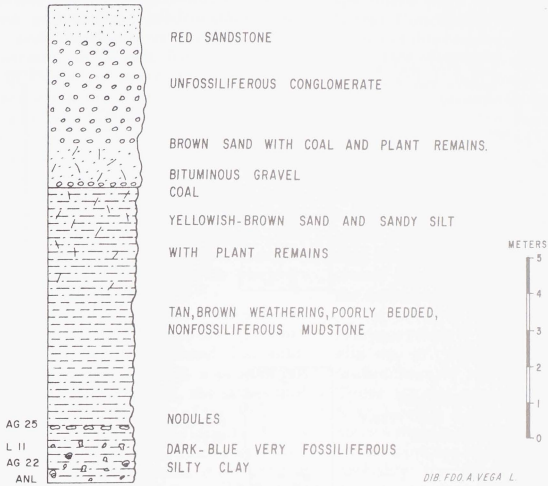 RED SANDSTONE
UNFOSSILIFEROUS CONGLOMERATE
BROWN SAND WITH COAL AND PLANT REMAINS.
BITUMINOUS GRAVEL
COAL
YELLOWISH-BROWN SAND AND SANDY SILT
WITH PLANT REMAINS
METERS
5
4
3
2
1
0
TAN, BROWN WEATHERING, POORLY BEDDED,
NONFOSSILIFEROUS MUDSTONE
AG 25
NODULES
L 11
DARK-BLUE VERY FOSSILIFEROUS
AG 22
SILTY CLAY
ANL
DIB. FDO. A. VEGA L.